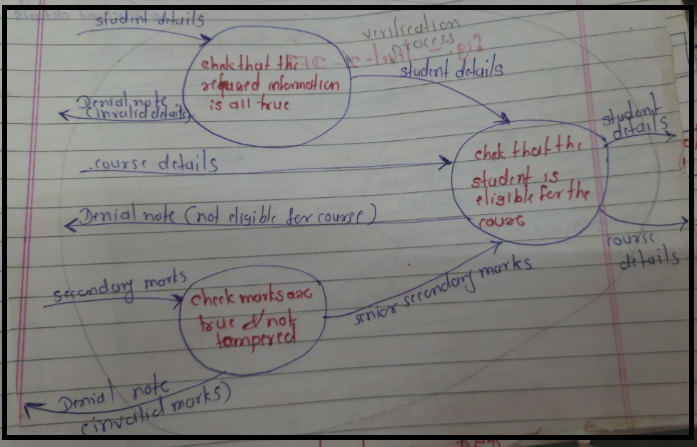 student details
verification
process
chek that the
required information
is all true
student details
Denial note
(invalid details)
student
details
course details
chek that the
student is
eligible for the
course
Denial note (not eligible for course)
course
details
secondary marks
senior secondary marks
check marks are
true & not
tampered
Denial note
(invalid marks)